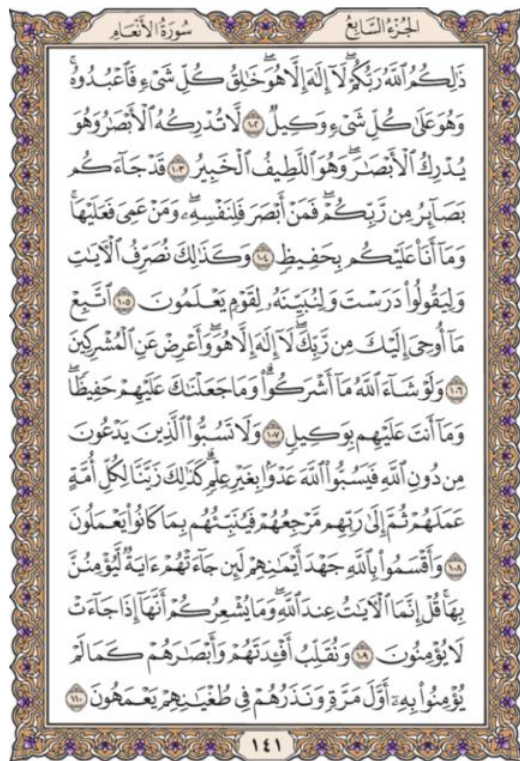 الجُزءُ السَّابِعُ
سُورَةُ الأَنْعَامِ
ذَٰلِكُمُ ٱللَّهُ رَبُّكُمْۖ لَآ إِلَٰهَ إِلَّا هُوَۖ خَٰلِقُ كُلِّ شَىْءٍ فَٱعْبُدُوهُۚ
وَهُوَ عَلَىٰ كُلِّ شَىْءٍ وَكِيلٌ ١٠٢ لَّا تُدْرِكُهُ ٱلْأَبْصَٰرُ وَهُوَ
يُدْرِكُ ٱلْأَبْصَٰرَۖ وَهُوَ ٱللَّطِيفُ ٱلْخَبِيرُ ١٠٣ قَدْ جَآءَكُم
بَصَآئِرُ مِن رَّبِّكُمْۖ فَمَنْ أَبْصَرَ فَلِنَفْسِهِۦۖ وَمَنْ عَمِىَ فَعَلَيْهَاۚ
وَمَآ أَنَا۠ عَلَيْكُم بِحَفِيظٍ ١٠٤ وَكَذَٰلِكَ نُصَرِّفُ ٱلْءَايَٰتِ
وَلِيَقُولُوا۟ دَرَسْتَ وَلِنُبَيِّنَهُۥ لِقَوْمٍ يَعْلَمُونَ ١٠٥ ٱتَّبِعْ
مَآ أُوحِىَ إِلَيْكَ مِن رَّبِّكَۖ لَآ إِلَٰهَ إِلَّا هُوَۖ وَأَعْرِضْ عَنِ ٱلْمُشْرِكِينَ
١٠٦ وَلَوْ شَآءَ ٱللَّهُ مَآ أَشْرَكُوا۟ۗ وَمَا جَعَلْنَٰكَ عَلَيْهِمْ حَفِيظًاۖ
وَمَآ أَنتَ عَلَيْهِم بِوَكِيلٍ ١٠٧ وَلَا تَسُبُّوا۟ ٱلَّذِينَ يَدْعُونَ
مِن دُونِ ٱللَّهِ فَيَسُبُّوا۟ ٱللَّهَ عَدْوًۢا بِغَيْرِ عِلْمٍۗ كَذَٰلِكَ زَيَّنَّا لِكُلِّ أُمَّةٍ
عَمَلَهُمْ ثُمَّ إِلَىٰ رَبِّهِم مَّرْجِعُهُمْ فَيُنَبِّئُهُم بِمَا كَانُوا۟ يَعْمَلُونَ
١٠٨ وَأَقْسَمُوا۟ بِٱللَّهِ جَهْدَ أَيْمَٰنِهِمْ لَئِن جَآءَتْهُمْ ءَايَةٌ لَّيُؤْمِنُنَّ
بِهَاۚ قُلْ إِنَّمَا ٱلْءَايَٰتُ عِندَ ٱللَّهِۖ وَمَا يُشْعِرُكُمْ أَنَّهَآ إِذَا جَآءَتْ
لَا يُؤْمِنُونَ ١٠٩ وَنُقَلِّبُ أَفْـِٔدَتَهُمْ وَأَبْصَٰرَهُمْ كَمَا لَمْ
يُؤْمِنُوا۟ بِهِۦٓ أَوَّلَ مَرَّةٍ وَنَذَرُهُمْ فِى طُغْيَٰنِهِمْ يَعْمَهُونَ ١١٠
١٤١